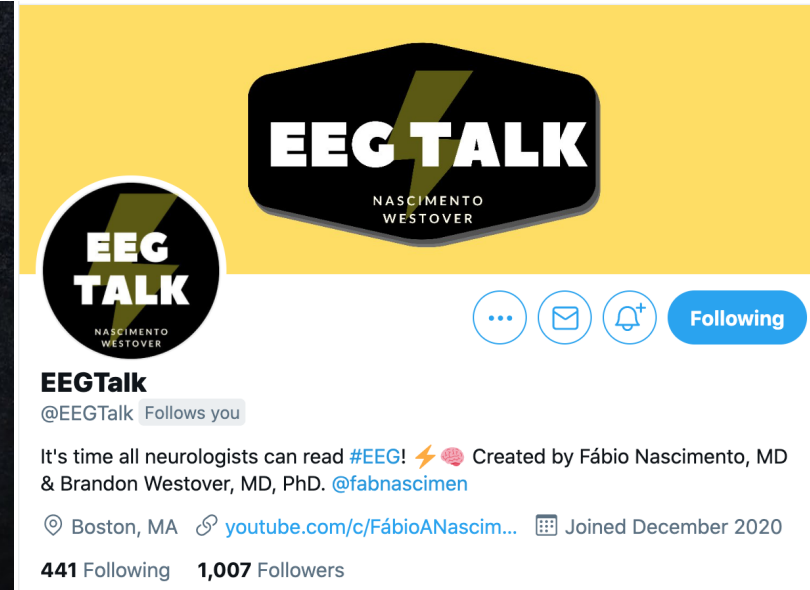 EEG TALK
NASCIMENTO
WESTOVER
EEG
TALK
NASCIMENTO
WESTOVER
Following
EEGTalk
@EEGTalk Follows you
It's time all neurologists can read #EEG! ⚡🧠 Created by Fábio Nascimento, MD
& Brandon Westover, MD, PhD. @fabnascimen
Boston, MA youtube.com/c/FábioANascim... Joined December 2020
441 Following 1,007 Followers